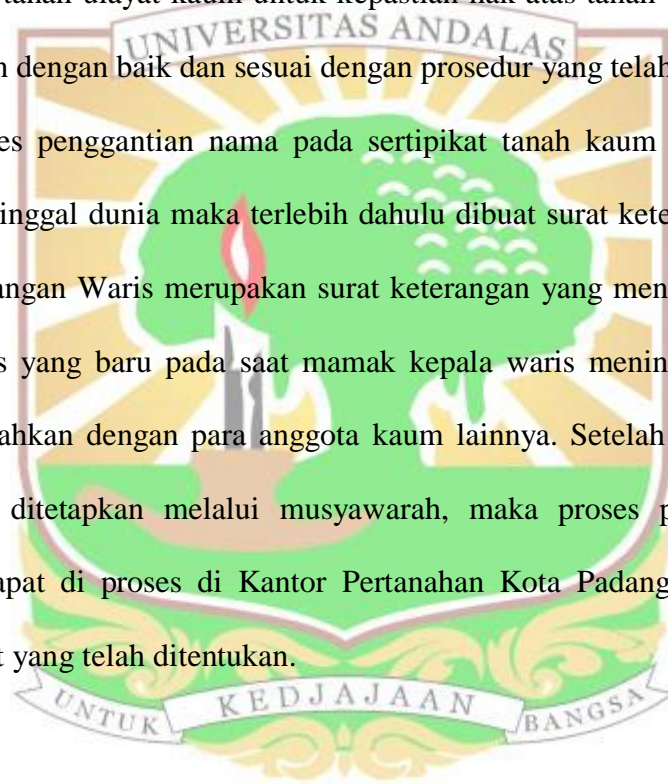 tanah ulayat kaum untuk kepastian hak atas tanah
UNIVERSITAS ANDALAS
dengan baik dan sesuai dengan prosedur yang telah
penggantian nama pada sertipikat tanah kaum
inggal dunia maka terlebih dahulu dibuat surat kete
angan Waris merupakan surat keterangan yang men
yang baru pada saat mamak kepala waris menin
ahkan dengan para anggota kaum lainnya. Setelah
ditetapkan melalui musyawarah, maka proses p
apat di proses di Kantor Pertanahan Kota Padang
t yang telah ditentukan.
UNTUK KEDJAJAAN BANGSA